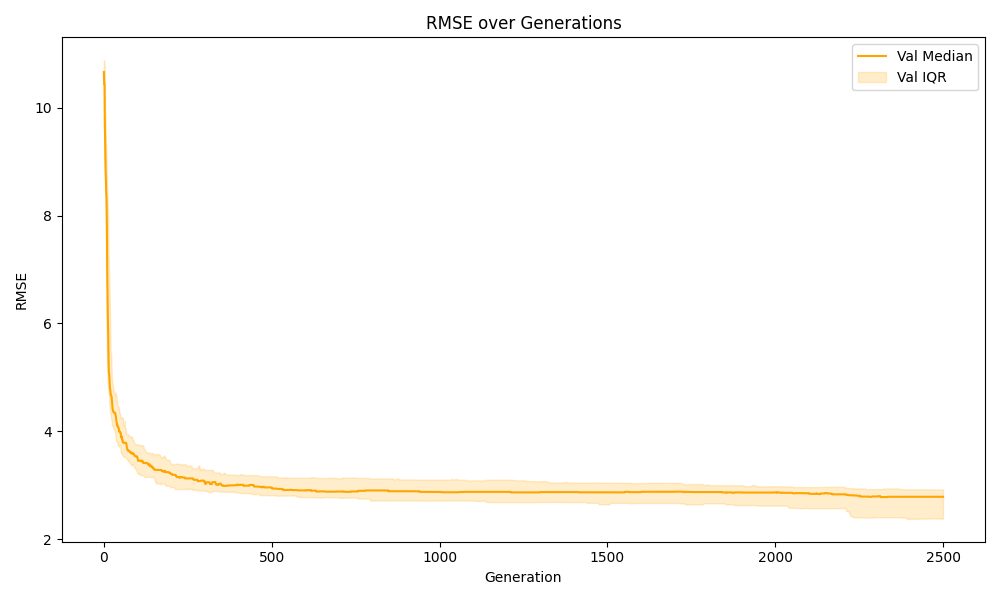 RMSE over Generations
Val Median
Val IQR
RMSE
10
8
6
4
2
0
500
1000
1500
2000
2500
Generation